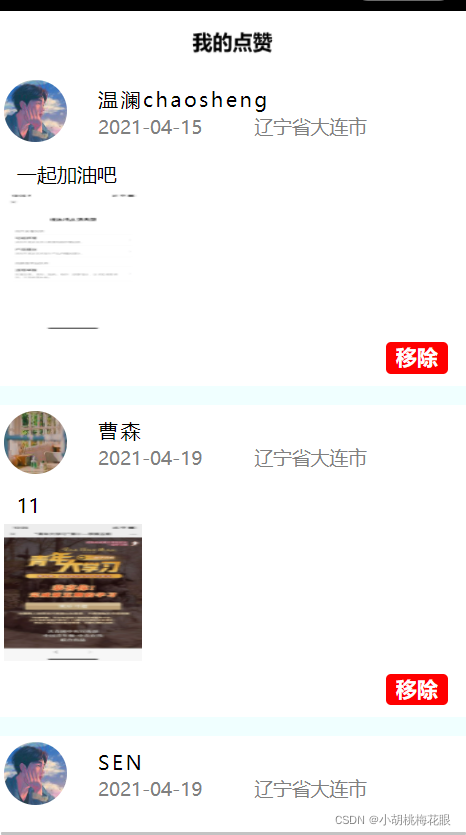 我的点赞
温澜chaosheng
2021-04-15 辽宁省大连市
一起加油吧
移除
曹森
2021-04-19 辽宁省大连市
11
青年
大学习
移除
SEN
2021-04-19 辽宁省大连市
CSDN @小胡桃梅花眼